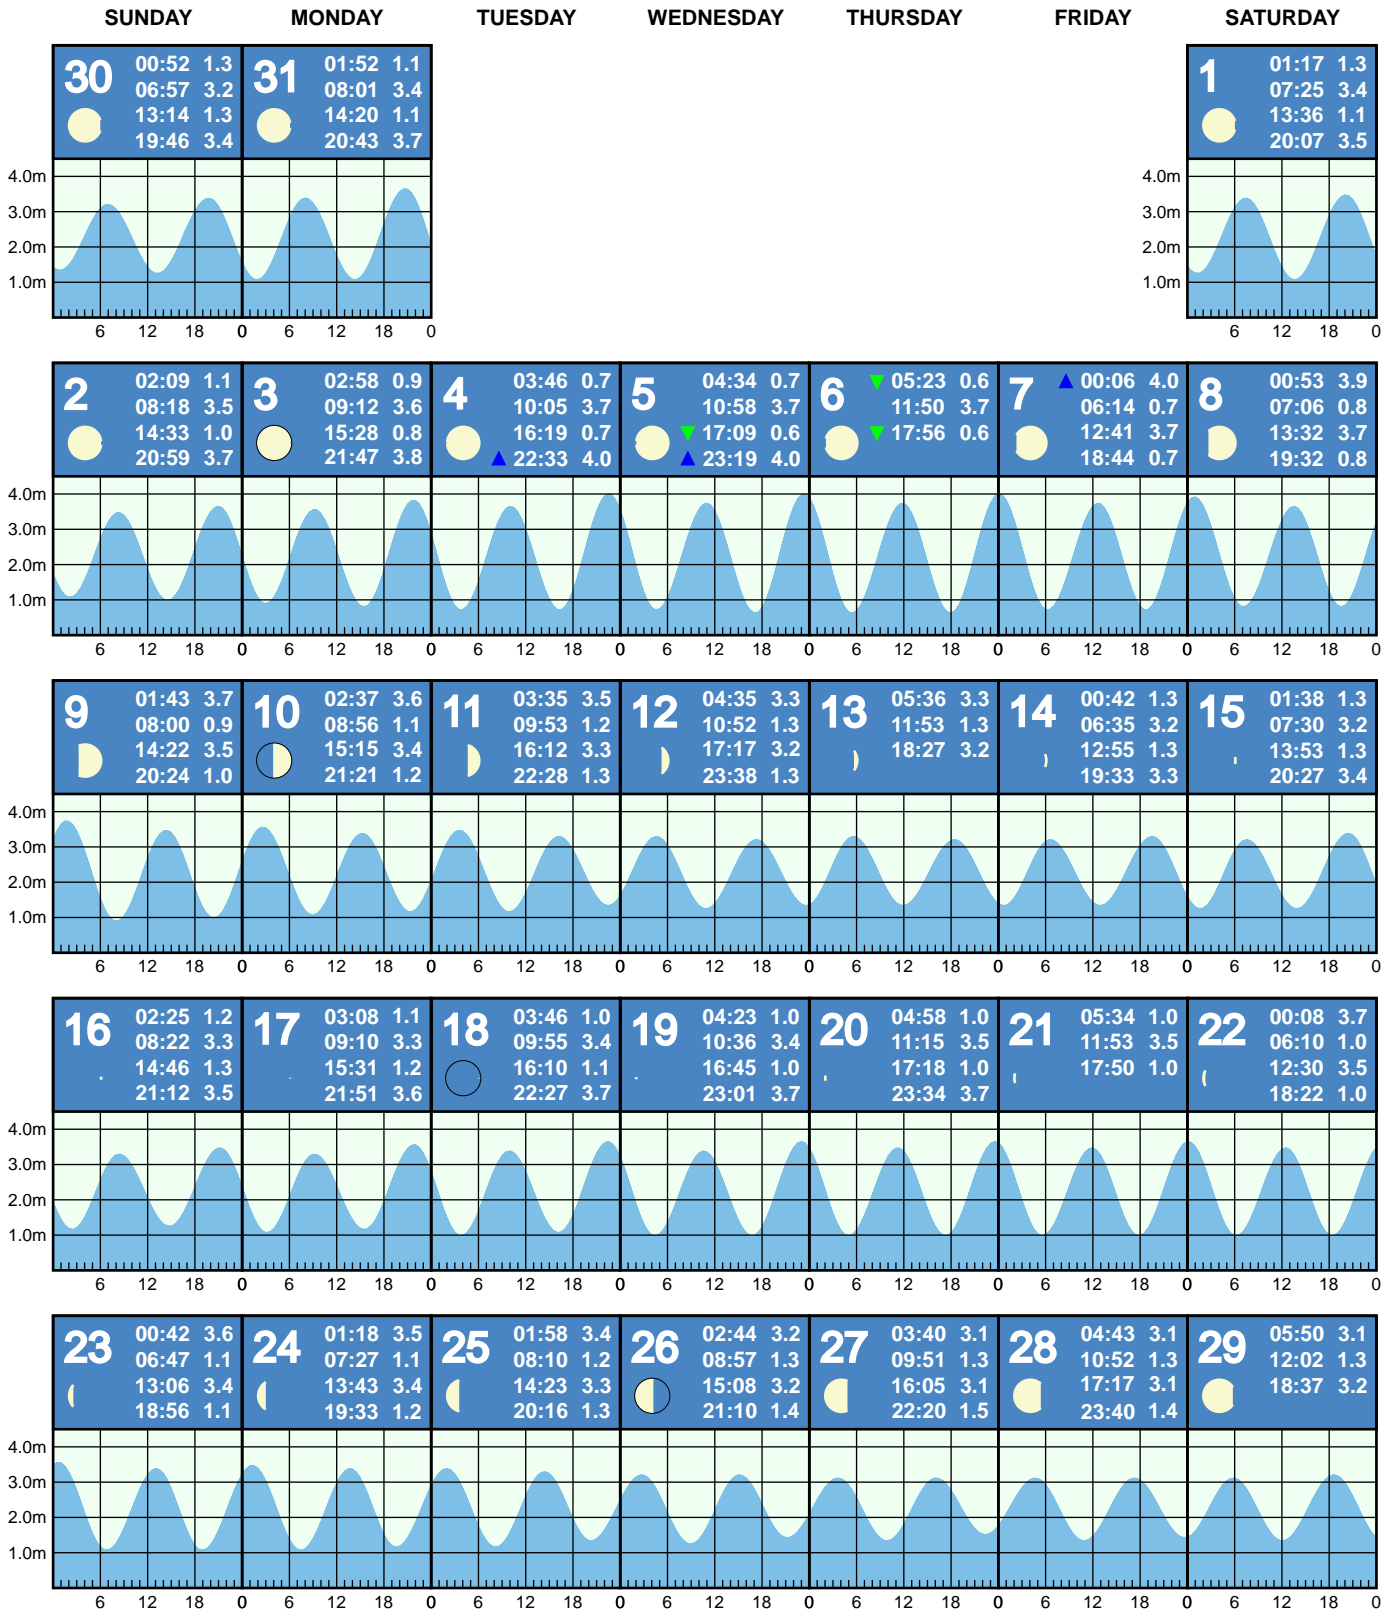 SUNDAY MONDAY TUESDAY WEDNESDAY THURSDAY FRIDAY SATURDAY
30 00:52 1.3
06:57 3.2
13:14 1.3
19:46 3.4
31 01:52 1.1
08:01 3.4
14:20 1.1
20:43 3.7
1 01:17 1.3
07:25 3.4
13:36 1.1
20:07 3.5
4.0m
3.0m
2.0m
1.0m
4.0m
3.0m
2.0m
1.0m
6 12 18 0 6 12 18 0 6 12 18 0
2 02:09 1.1
08:18 3.5
14:33 1.0
20:59 3.7
3 02:58 0.9
09:12 3.6
15:28 0.8
21:47 3.8
4 03:46 0.7
10:05 3.7
16:19 0.7
22:33 4.0
5 04:34 0.7
10:58 3.7
17:09 0.6
23:19 4.0
6 05:23 0.6
11:50 3.7
17:56 0.6
7 00:06 4.0
06:14 0.7
12:41 3.7
18:44 0.7
8 00:53 3.9
07:06 0.8
13:32 3.7
19:32 0.8
4.0m
3.0m
2.0m
1.0m
6 12 18 0 6 12 18 0 6 12 18 0 6 12 18 0 6 12 18 0 6 12 18 0 6 12 18 0
9 01:43 3.7
08:00 0.9
14:22 3.5
20:24 1.0
10 02:37 3.6
08:56 1.1
15:15 3.4
21:21 1.2
11 03:35 3.5
09:53 1.2
16:12 3.3
22:28 1.3
12 04:35 3.3
10:52 1.3
17:17 3.2
23:38 1.3
13 05:36 3.3
11:53 1.3
18:27 3.2
14 00:42 1.3
06:35 3.2
12:55 1.3
19:33 3.3
15 01:38 1.3
07:30 3.2
13:53 1.3
20:27 3.4
4.0m
3.0m
2.0m
1.0m
6 12 18 0 6 12 18 0 6 12 18 0 6 12 18 0 6 12 18 0 6 12 18 0 6 12 18 0
16 02:25 1.2
08:22 3.3
14:46 1.3
21:12 3.5
17 03:08 1.1
09:10 3.3
15:31 1.2
21:51 3.6
18 03:46 1.0
09:55 3.4
16:10 1.1
22:27 3.7
19 04:23 1.0
10:36 3.4
16:45 1.0
23:01 3.7
20 04:58 1.0
11:15 3.5
17:18 1.0
23:34 3.7
21 05:34 1.0
11:53 3.5
17:50 1.0
22 00:08 3.7
06:10 1.0
12:30 3.5
18:22 1.0
4.0m
3.0m
2.0m
1.0m
6 12 18 0 6 12 18 0 6 12 18 0 6 12 18 0 6 12 18 0 6 12 18 0 6 12 18 0
23 00:42 3.6
06:47 1.1
13:06 3.4
18:56 1.1
24 01:18 3.5
07:27 1.1
13:43 3.4
19:33 1.2
25 01:58 3.4
08:10 1.2
14:23 3.3
20:16 1.3
26 02:44 3.2
08:57 1.3
15:08 3.2
21:10 1.4
27 03:40 3.1
09:51 1.3
16:05 3.1
22:20 1.5
28 04:43 3.1
10:52 1.3
17:17 3.1
23:40 1.4
29 05:50 3.1
12:02 1.3
18:37 3.2
4.0m
3.0m
2.0m
1.0m
6 12 18 0 6 12 18 0 6 12 18 0 6 12 18 0 6 12 18 0 6 12 18 0 6 12 18 0